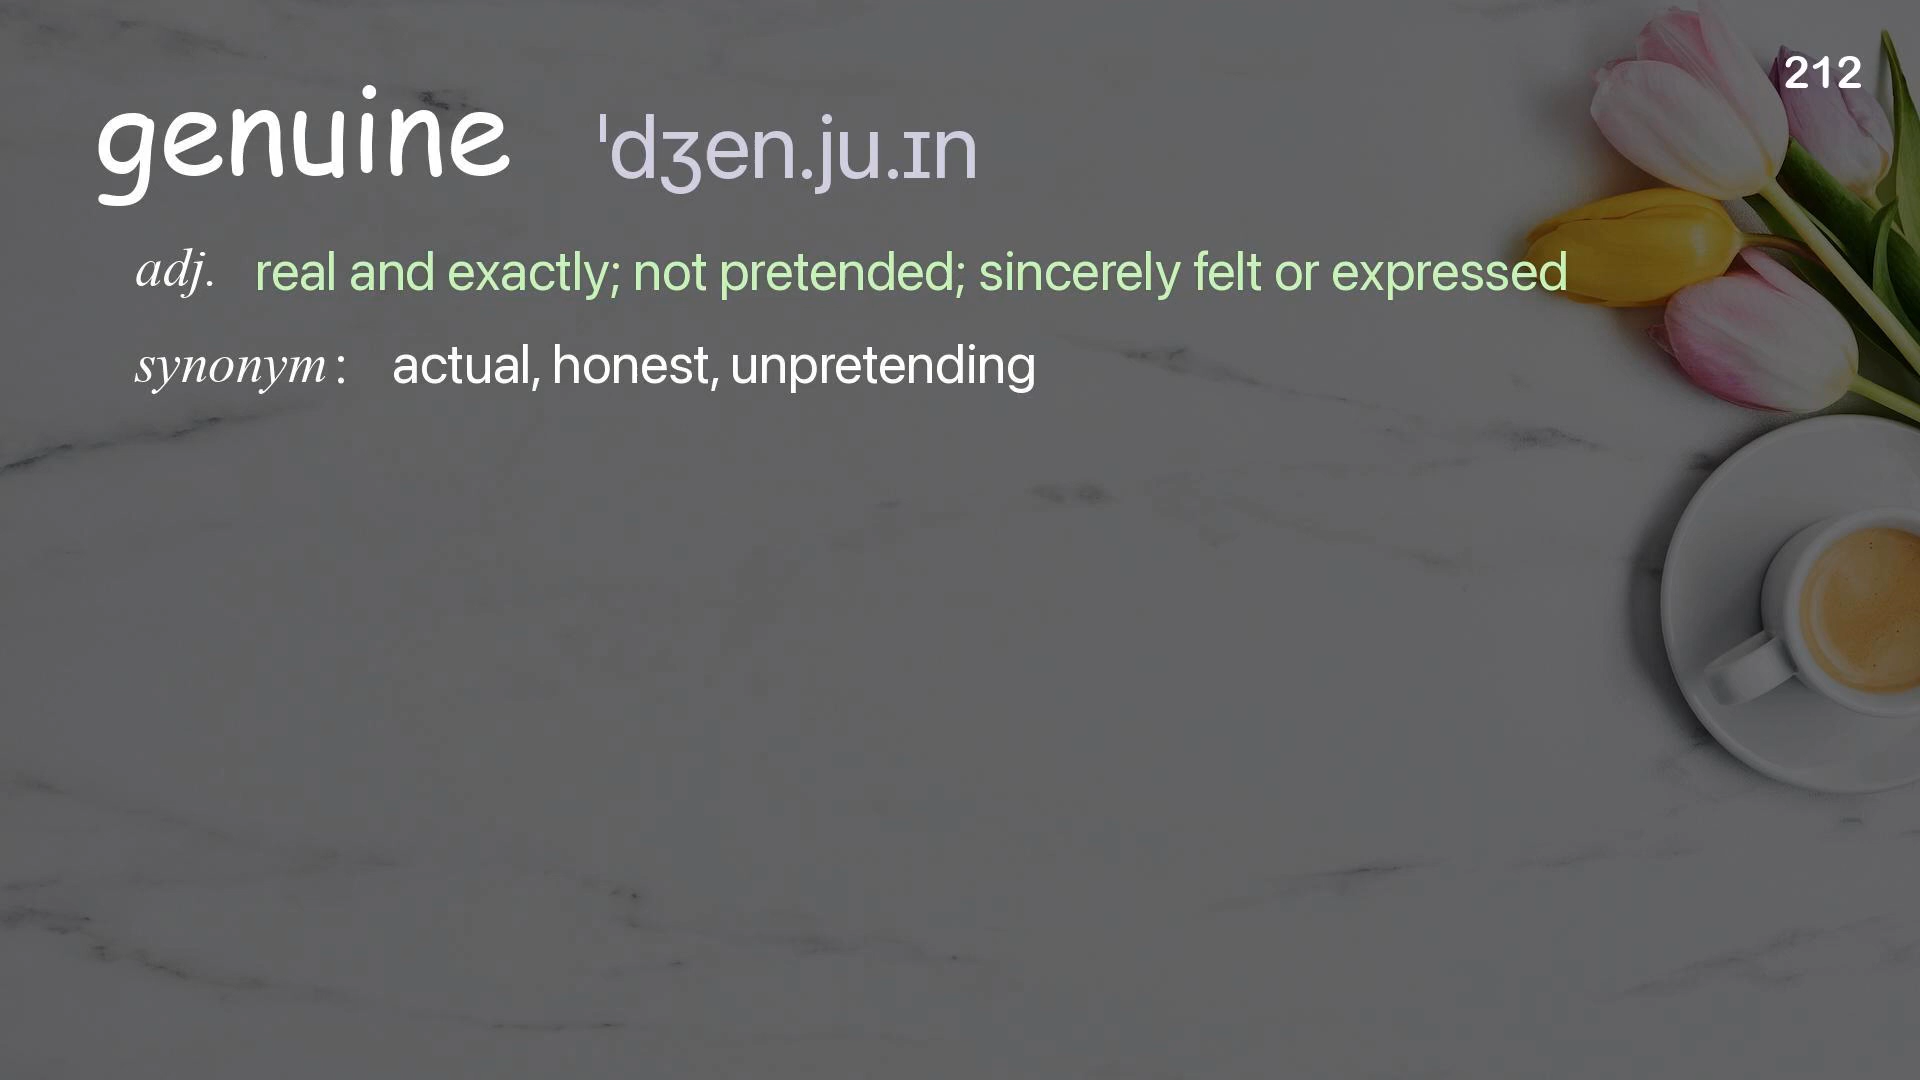 212
genuine ˈdʒen.ju.ɪn
adj. real and exactly; not pretended; sincerely felt or expressed
synonym: actual, honest, unpretending